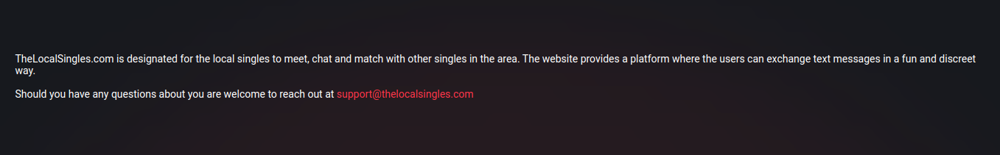 TheLocalSingles.com is designated for the local singles to meet, chat and match with other singles in the area. The website provides a platform where the users can exchange text messages in a fun and discreet
way.
Should you have any questions about you are welcome to reach out at support@thelocalsingles.com